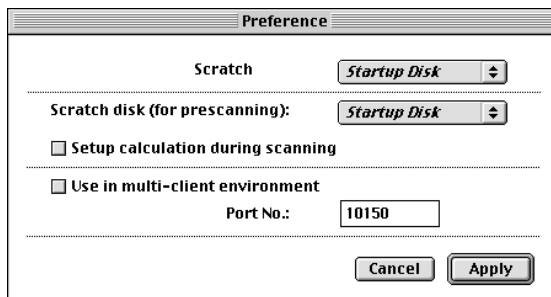 Preference
Scratch Startup Disk
Scratch disk (for prescanning): Startup Disk
Setup calculation during scanning
Use in multi-client environment
Port No.: 10150
Cancel Apply